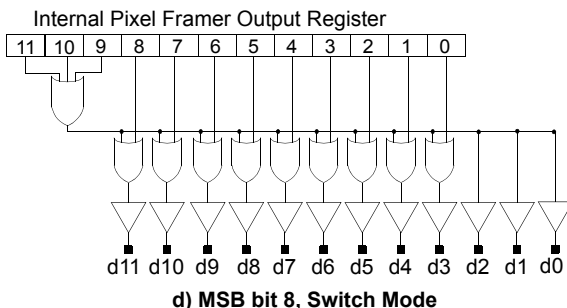 Internal Pixel Framer Output Register
11 10 9 8 7 6 5 4 3 2 1 0
d11 d10 d9 d8 d7 d6 d5 d4 d3 d2 d1 d0
d) MSB bit 8, Switch Mode